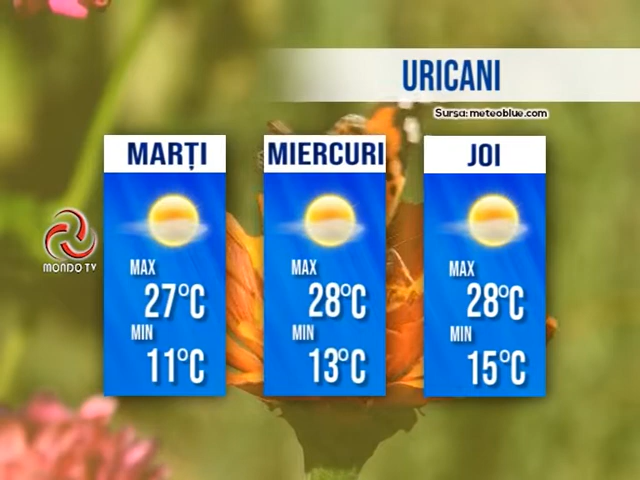 URICANI
Sursa: meteoblue.com
MARȚI
MAX
27°C
MIN
11°C
MIERCURI
MAX
28°C
MIN
13°C
JOI
MAX
28°C
MIN
15°C
MONDO TV